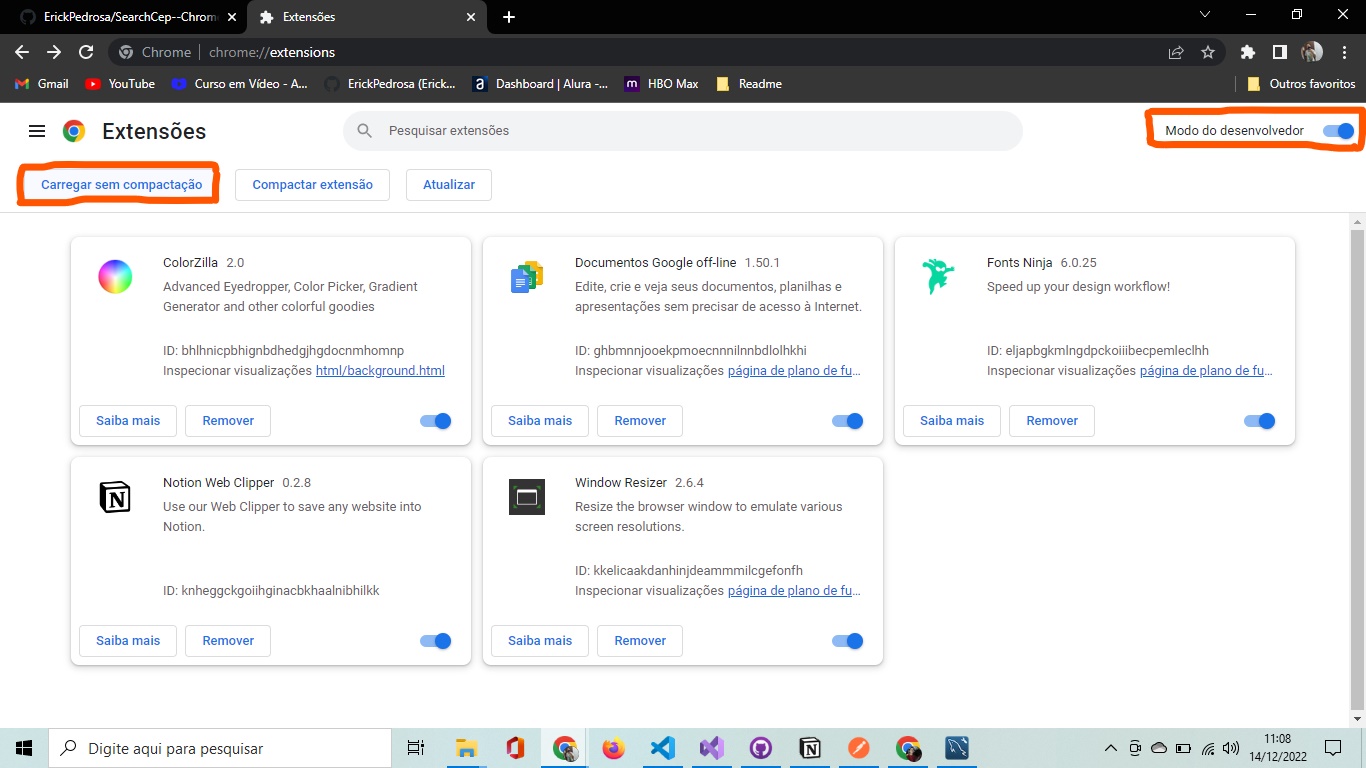 ErickPedrosa/SearchCep--Chrom
Extensões
Chrome
chrome://extensions
Gmail
YouTube
Curso em Vídeo - A...
ErickPedrosa (Erick...
Dashboard | Alura -...
HBO Max
Readme
Outros favoritos
Extensões
Pesquisar extensões
Modo do desenvolvedor
Carregar sem compactação
Compactar extensão
Atualizar
ColorZilla 2.0
Advanced Eyedropper, Color Picker, Gradient
Generator and other colorful goodies
ID: bhlhnicpbhignbdhedgjhgdocnmhomnp
Inspecionar visualizações html/background.html
Saiba mais
Remover
Documentos Google off-line 1.50.1
Edite, crie e veja seus documentos, planilhas e
apresentações sem precisar de acesso à Internet.
ID: ghbmnnjooekpmoecnnnilnnbdlolhkhi
Inspecionar visualizações página de plano de fu...
Saiba mais
Remover
Fonts Ninja 6.0.25
Speed up your design workflow!
ID: eljapbgkmlngdpckoiiibecpemleclhh
Inspecionar visualizações página de plano de fu...
Saiba mais
Remover
Notion Web Clipper 0.2.8
Use our Web Clipper to save any website into
Notion.
ID: knheggckgoiihginacbkhaalnibhilkk
Saiba mais
Remover
Window Resizer 2.6.4
Resize the browser window to emulate various
screen resolutions.
ID: kkelicaakdanhinjdeammmilcgefonfh
Inspecionar visualizações página de plano de fu...
Saiba mais
Remover
Digite aqui para pesquisar
11:08
14/12/2022